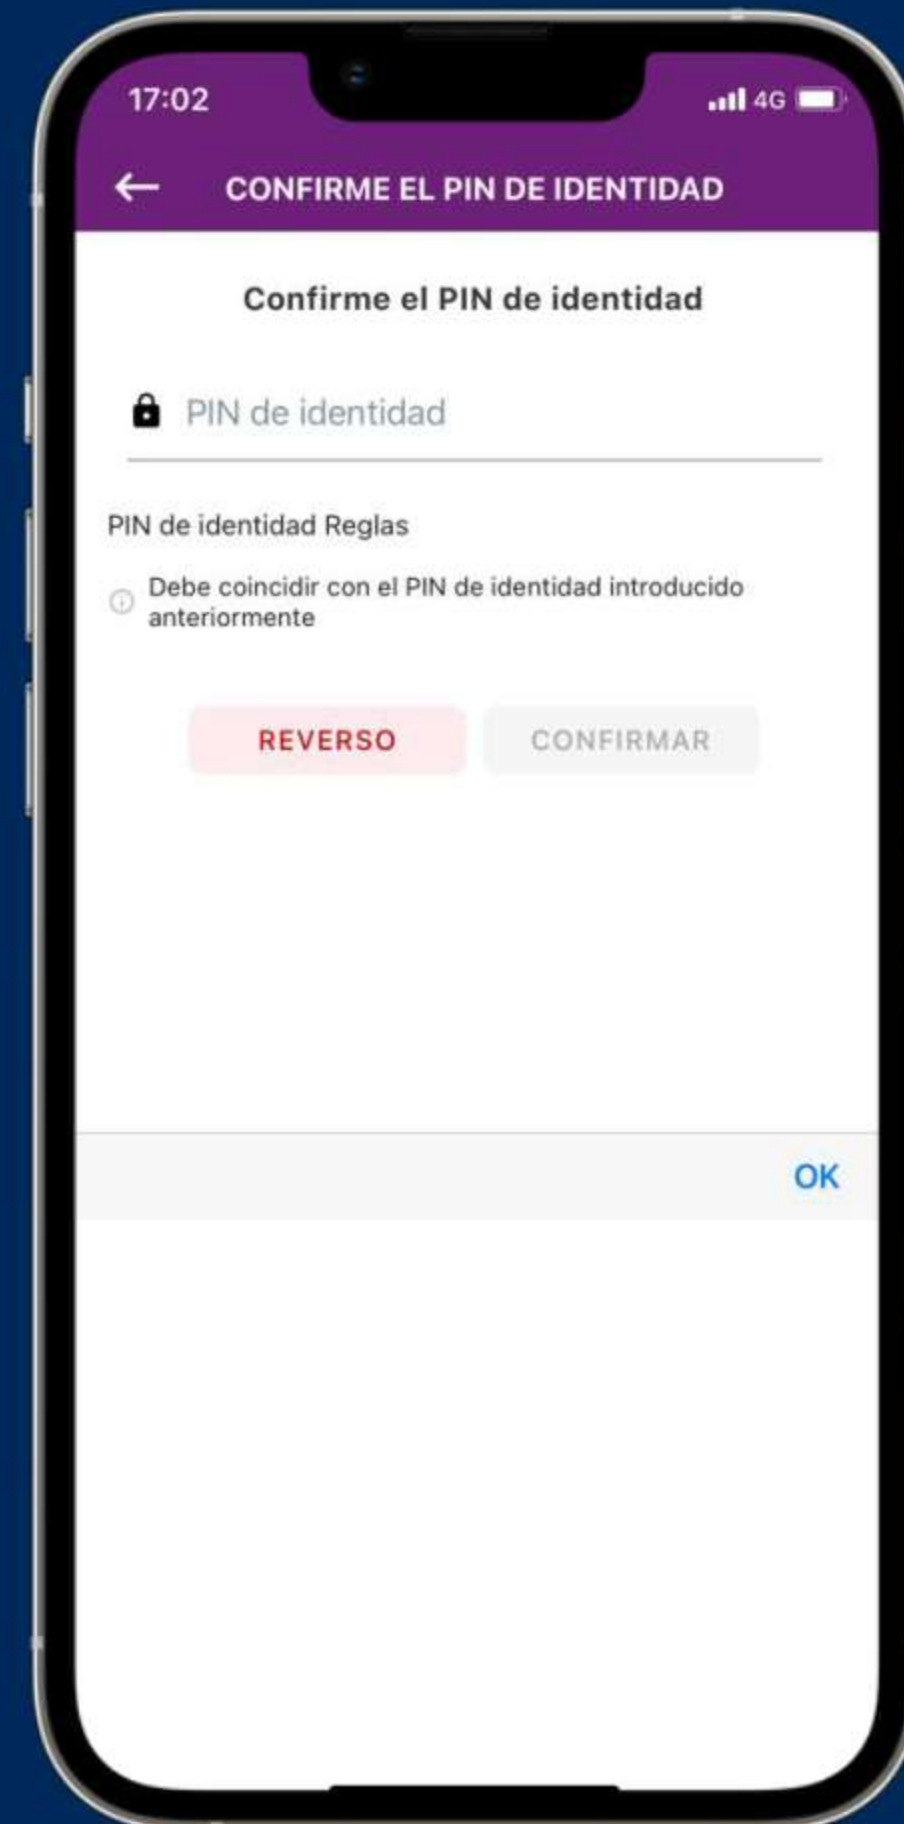 17:02
4G
CONFIRME EL PIN DE IDENTIDAD
Confirme el PIN de identidad
PIN de identidad
PIN de identidad Reglas
Debe coincidir con el PIN de identidad introducido
anteriormente
REVERSO
CONFIRMAR
OK